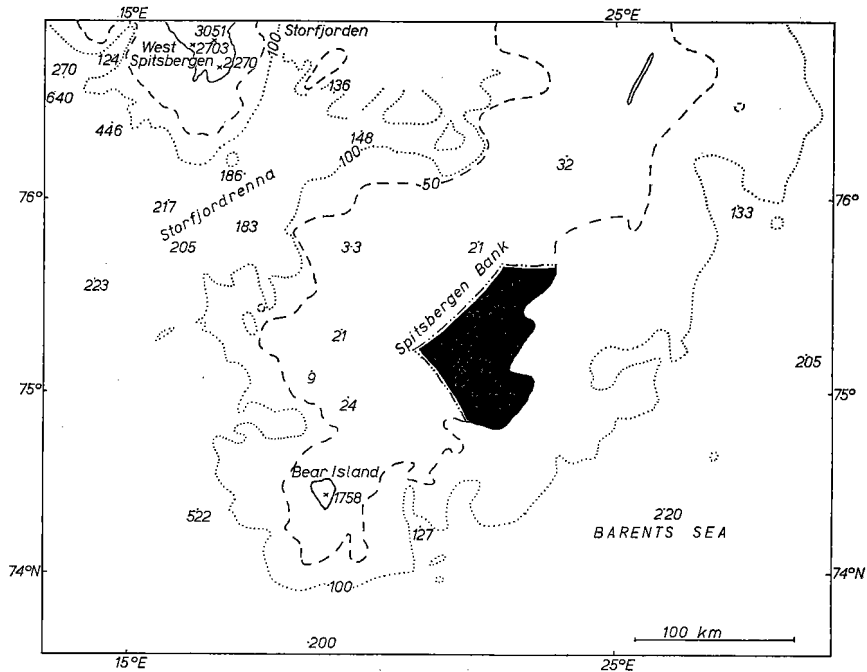 15°E
25°E
3051
Storfjorden
100
West
2703
Spitsbergen
2270
124
270
136
640
446
148
100
186
32
50
76°
76°
217
Storfjordrenna
183
133
205
3·3
21
Spitsbergen Bank
223
21
205
9
75°
75°
24
Bear Island
1758
522
127
220
BARENTS SEA
74°N
74°N
100
100 km
200
15°E
25°E